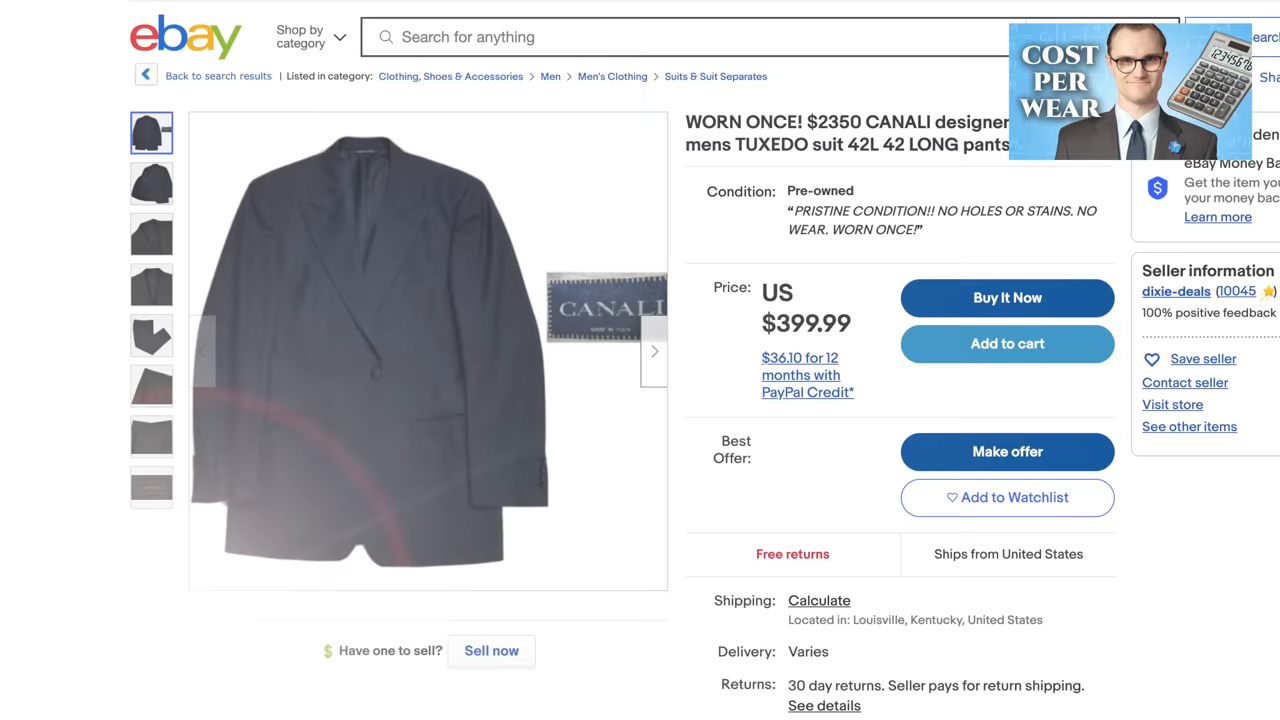 ebay
Shop by
category
Search for anything
COST
PER
WEAR
Back to search results | Listed in category: Clothing, Shoes & Accessories > Men > Men's Clothing > Suits & Suit Separates
WORN ONCE! $2350 CANALI designer
mens TUXEDO suit 42L 42 LONG pants
Condition: Pre-owned
“PRISTINE CONDITION!! NO HOLES OR STAINS. NO
WEAR. WORN ONCE!”
CANALI
MADE IN ITALY
Price: US
$399.99
$36.10 for 12
months with
PayPal Credit*
Buy It Now
Add to cart
Best
Offer:
Make offer
Add to Watchlist
Free returns
Ships from United States
Shipping: Calculate
Located in: Louisville, Kentucky, United States
Delivery: Varies
Returns: 30 day returns. Seller pays for return shipping.
See details
$ Have one to sell? Sell now
eBay Money Ba
Get the item you
your money bac
Learn more
Seller information
dixie-deals (10045
100% positive feedback
Save seller
Contact seller
Visit store
See other items